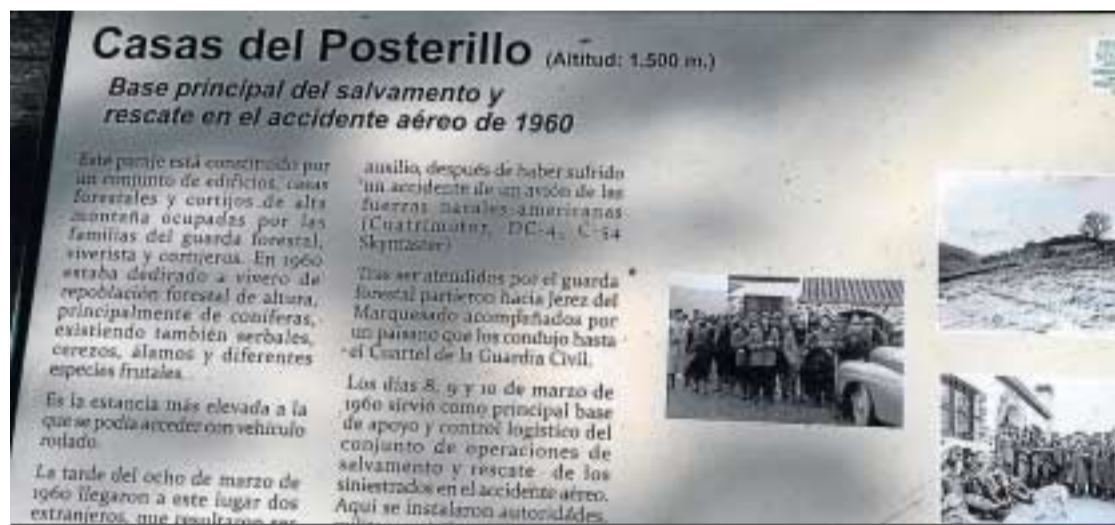 Casas del Posterillo (Altitud: 1.500 m.)
Base principal del salvamento y
rescate en el accidente aéreo de 1960
Este paraje está constituido por
un conjunto de edificios, casas
forestales y cortijos de alta
montaña ocupadas por las
familias del guarda forestal,
viverista y cortijeros. En 1960
estaba dedicado a vivero de
repoblación forestal de altura,
principalmente de coníferas,
existiendo también serbales,
cerezos, álamos y diferentes
especies frutales.
Es la estancia más elevada a la
que se podía acceder con vehículo
rodado.
La tarde del ocho de marzo de
1960 llegaron a este lugar dos
extranjeros, que resultaron ser
auxilio, después de haber sufrido
un accidente de un avión de las
fuerzas navales americanas
(Cuatrimotor, DC-4, C-54
Skymaster)
Tras ser atendidos por el guarda
forestal partieron hacia Jerez del
Marquesado acompañados por
un paisano que los condujo hasta
el Cuartel de la Guardia Civil.
Los días 8, 9 y 10 de marzo de
1960 sirvió como principal base
de apoyo y control logístico del
conjunto de operaciones de
salvamento y rescate de los
siniestrados en el accidente aéreo.
Aquí se instalaron autoridades,